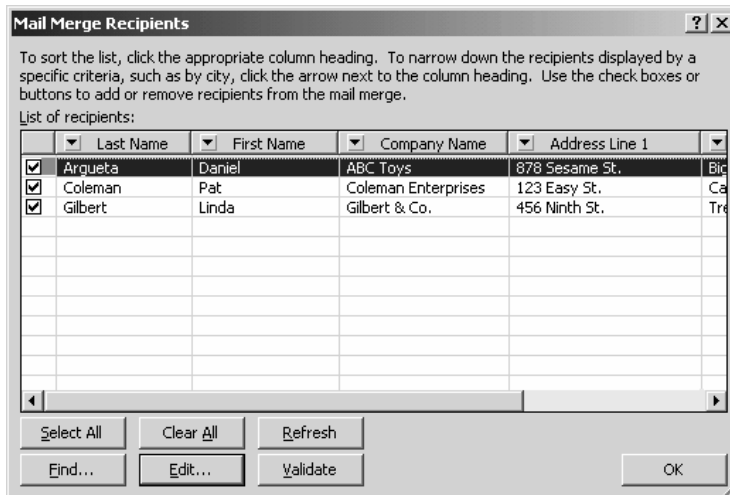 Mail Merge Recipients
To sort the list, click the appropriate column heading. To narrow down the recipients displayed by a
specific criteria, such as by city, click the arrow next to the column heading. Use the check boxes or
buttons to add or remove recipients from the mail merge.
List of recipients:
Last Name First Name Company Name Address Line 1
Argueta Daniel ABC Toys 878 Sesame St. Big
Coleman Pat Coleman Enterprises 123 Easy St. Ca
Gilbert Linda Gilbert & Co. 456 Ninth St. Tre
Select All Clear All Refresh
Find... Edit... Validate OK